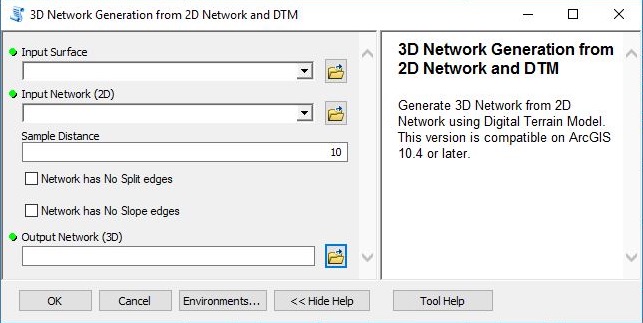 3D Network Generation from 2D Network and DTM
Input Surface
Input Network (2D)
Sample Distance
10
Network has No Split edges
Network has No Slope edges
Output Network (3D)
3D Network Generation from
2D Network and DTM
Generate 3D Network from 2D
Network using Digital Terrain Model.
This version is compatible on ArcGIS
10.4 or later.
OK
Cancel
Environments...
<< Hide Help
Tool Help